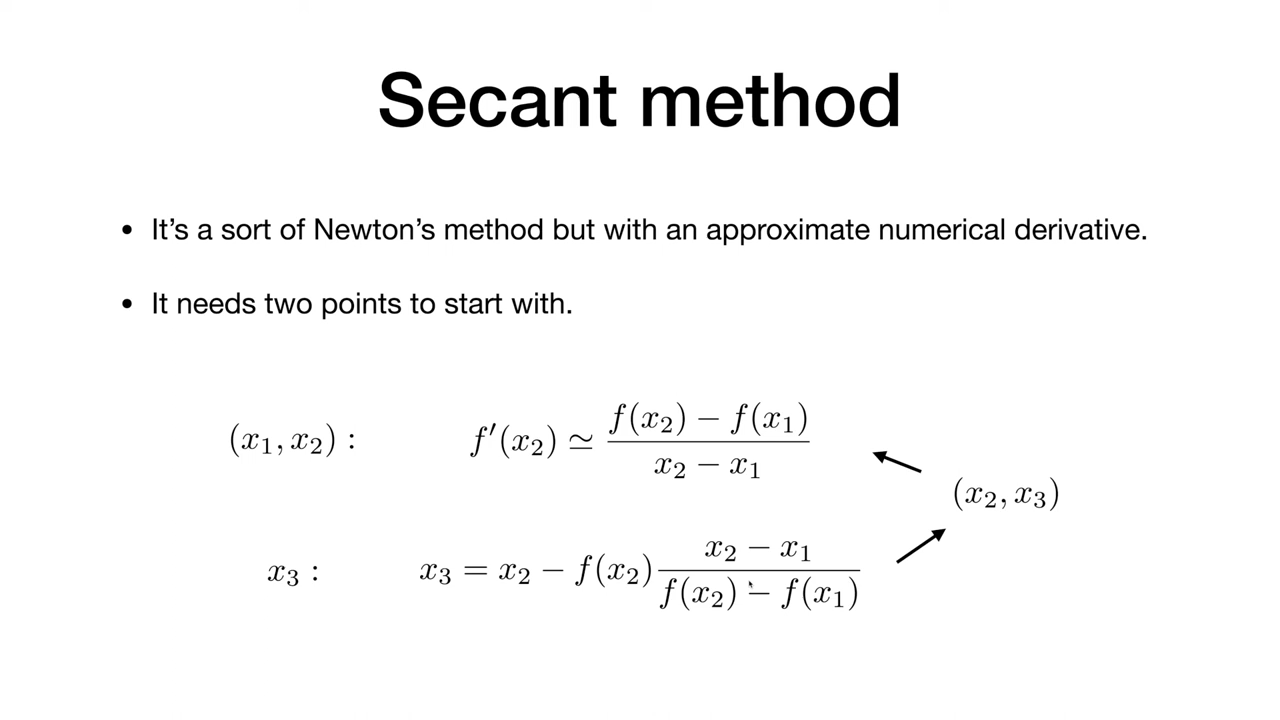 Secant method
• It’s a sort of Newton’s method but with an approximate numerical derivative.
• It needs two points to start with.
(x₁, x₂) : f′(x₂) ≃ (f(x₂) − f(x₁)) / (x₂ − x₁)
(x₂, x₃)
x₃ : x₃ = x₂ − f(x₂) (x₂ − x₁) / (f(x₂) − f(x₁))